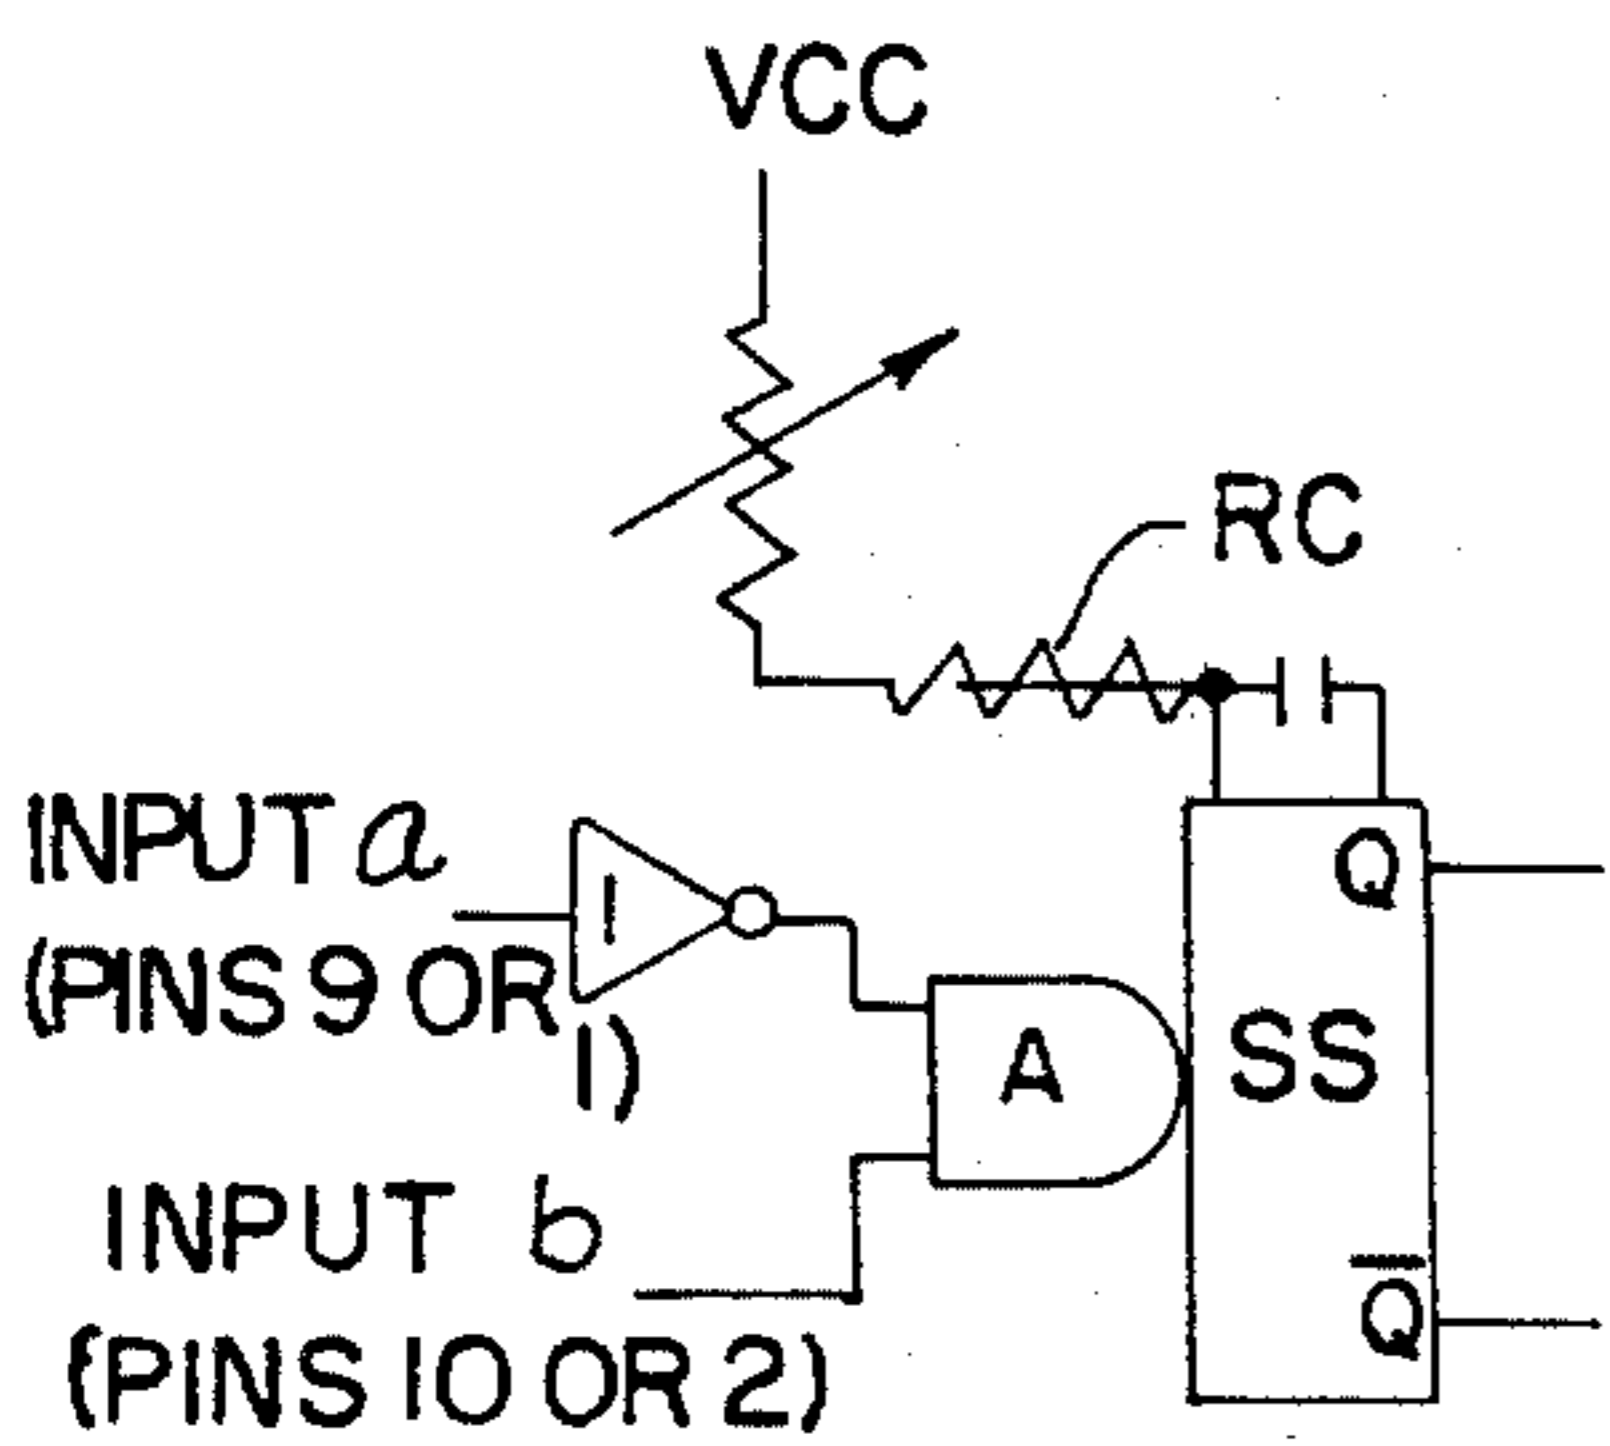 VCC
RC
INPUT a
(PINS 9 OR
1)
I
Q
A
SS
INPUT b
(PINS 10 OR 2)
Q̅